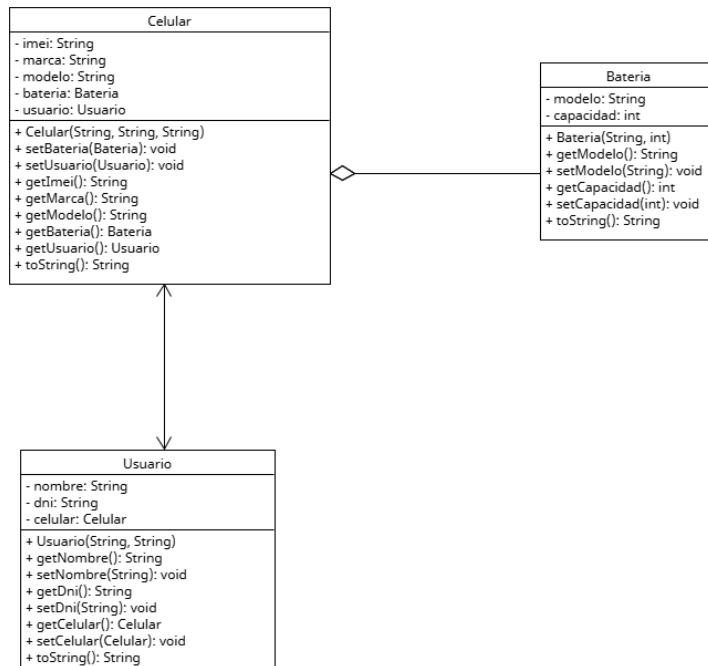 Celular
- imei: String
- marca: String
- modelo: String
- bateria: Bateria
- usuario: Usuario
+ Celular(String, String, String)
+ setBateria(Bateria): void
+ setUsuario(Usuario): void
+ getImei(): String
+ getMarca(): String
+ getModelo(): String
+ getBateria(): Bateria
+ getUsuario(): Usuario
+ toString(): String
Bateria
- modelo: String
- capacidad: int
+ Bateria(String, int)
+ getModelo(): String
+ setModelo(String): void
+ getCapacidad(): int
+ setCapacidad(int): void
+ toString(): String
Usuario
- nombre: String
- dni: String
- celular: Celular
+ Usuario(String, String)
+ getNombre(): String
+ setNombre(String): void
+ getDni(): String
+ setDni(String): void
+ getCelular(): Celular
+ setCelular(Celular): void
+ toString(): String